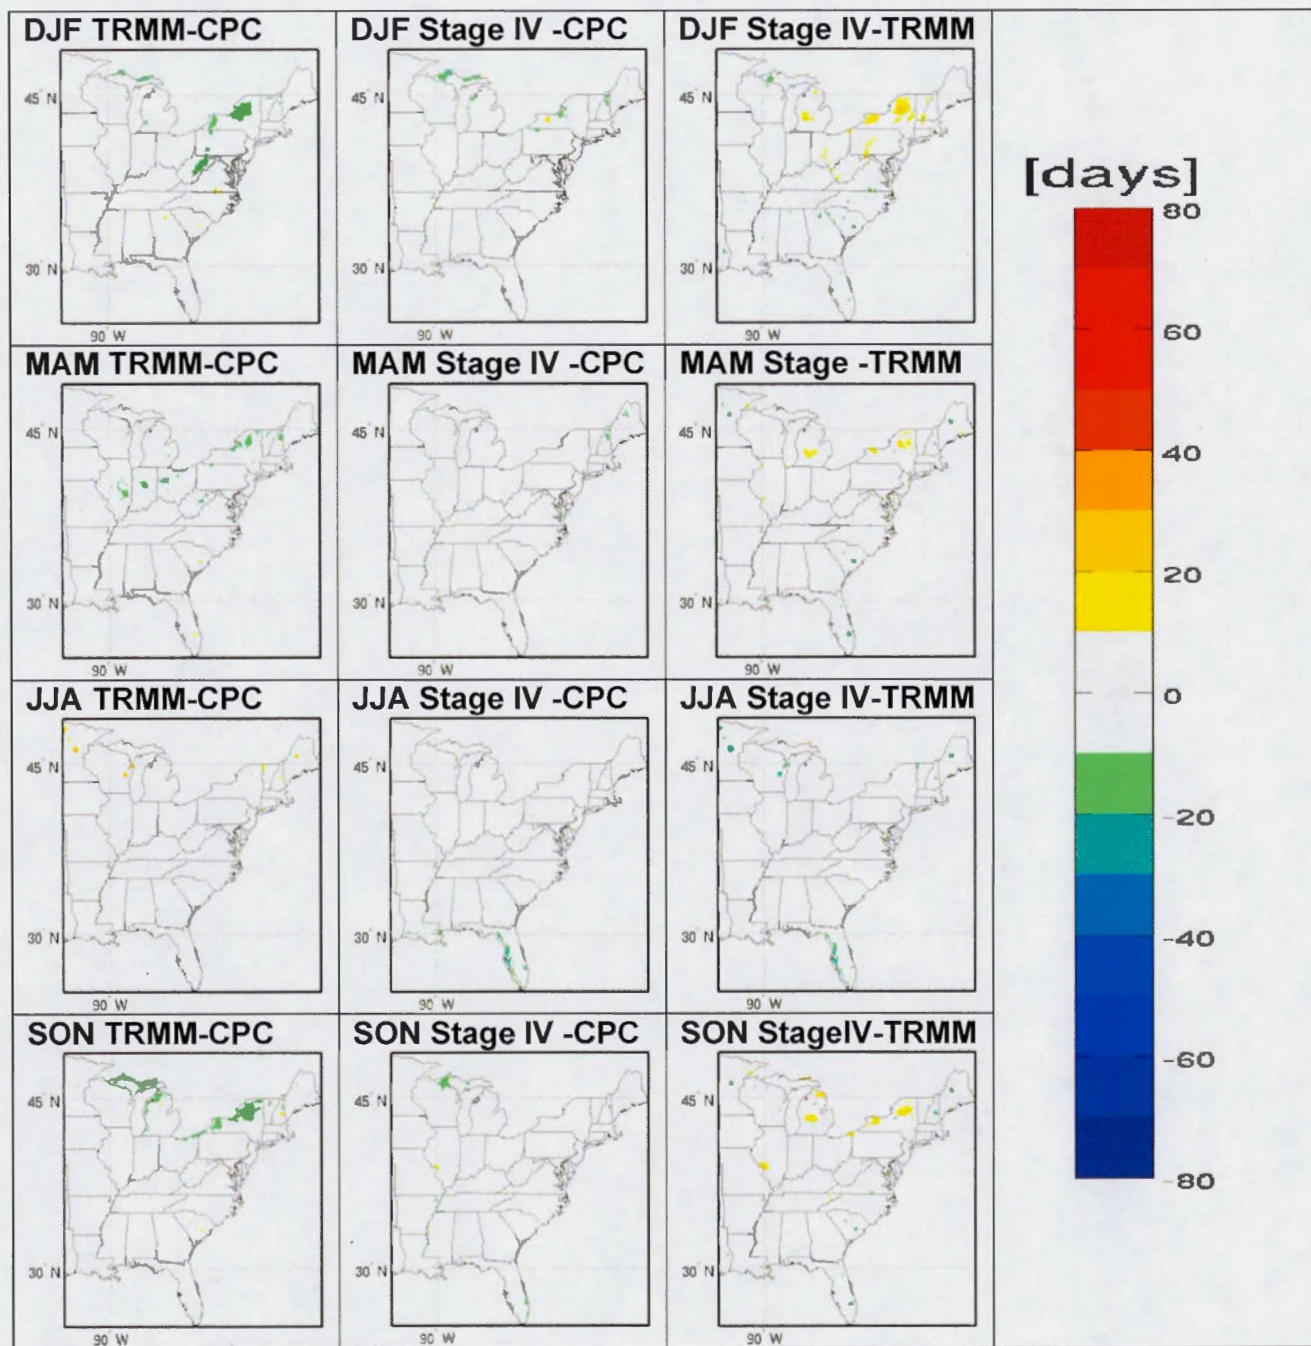 DJF TRMM-CPC
DJF Stage IV -CPC
DJF Stage IV-TRMM
45° N
30° N
90° W
45° N
30° N
90° W
45° N
30° N
90° W
MAM TRMM-CPC
MAM Stage IV -CPC
MAM Stage -TRMM
45° N
30° N
90° W
45° N
30° N
90° W
45° N
30° N
90° W
JJA TRMM-CPC
JJA Stage IV -CPC
JJA Stage IV-TRMM
45° N
30° N
90° W
45° N
30° N
90° W
45° N
30° N
90° W
SON TRMM-CPC
SON Stage IV -CPC
SON StageIV-TRMM
45° N
30° N
90° W
45° N
30° N
90° W
45° N
30° N
90° W
[days]
80
60
40
20
0
-20
-40
-60
-80